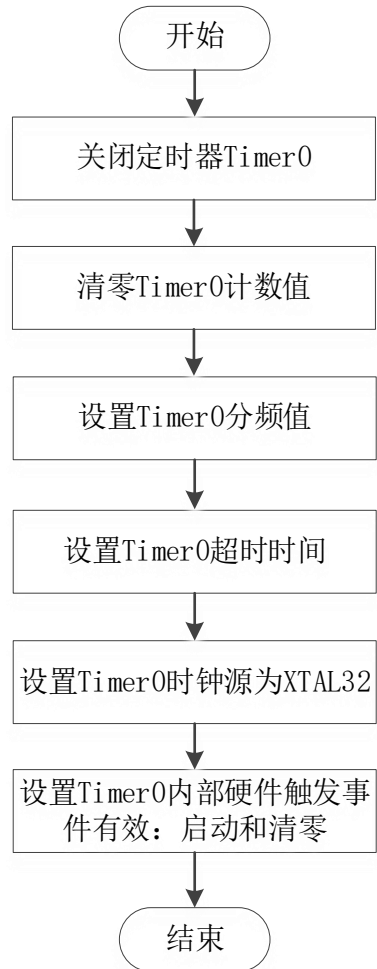 开始
关闭定时器Timer0
清零Timer0计数值
设置Timer0分频值
设置Timer0超时时间
设置Timer0时钟源为XTAL32
设置Timer0内部硬件触发事
件有效：启动和清零
结束